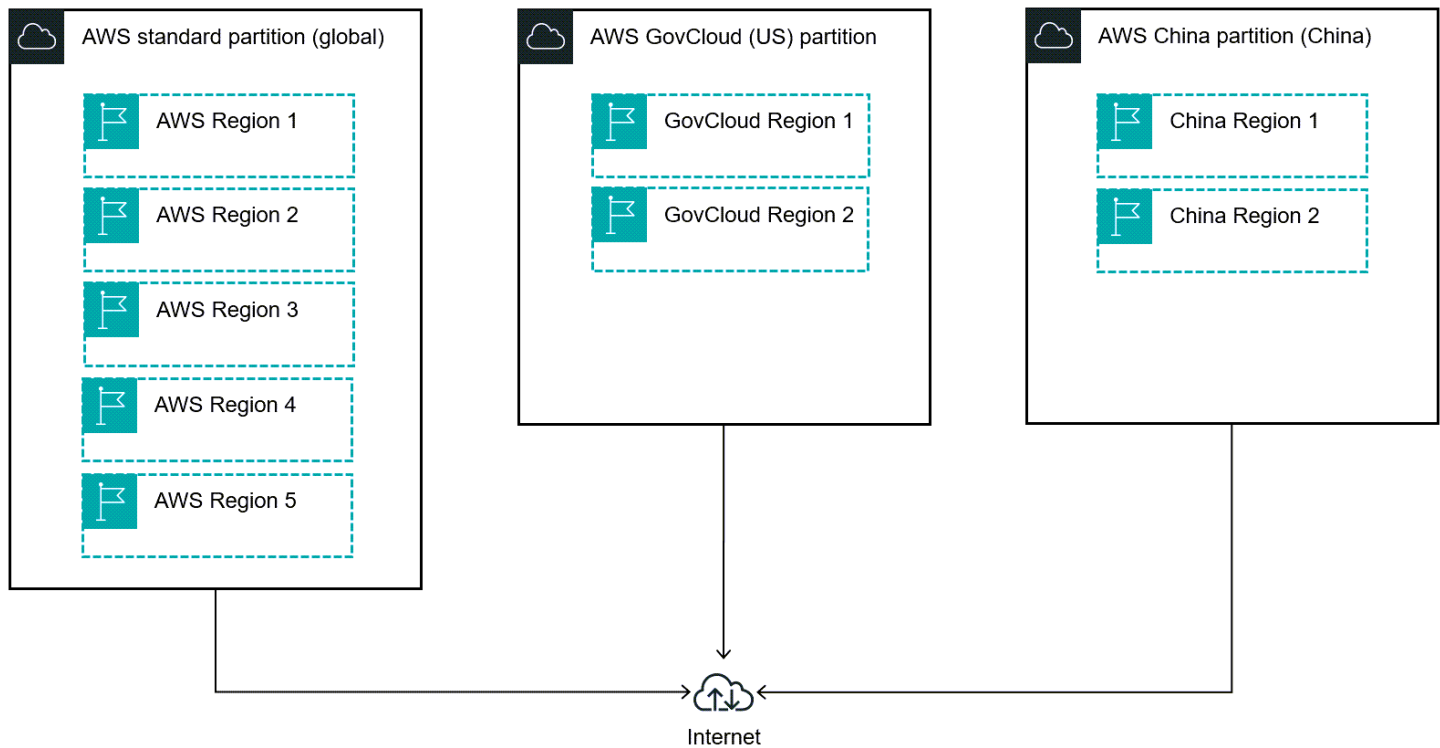 AWS standard partition (global)
AWS Region 1
AWS Region 2
AWS Region 3
AWS Region 4
AWS Region 5
AWS GovCloud (US) partition
GovCloud Region 1
GovCloud Region 2
AWS China partition (China)
China Region 1
China Region 2
Internet